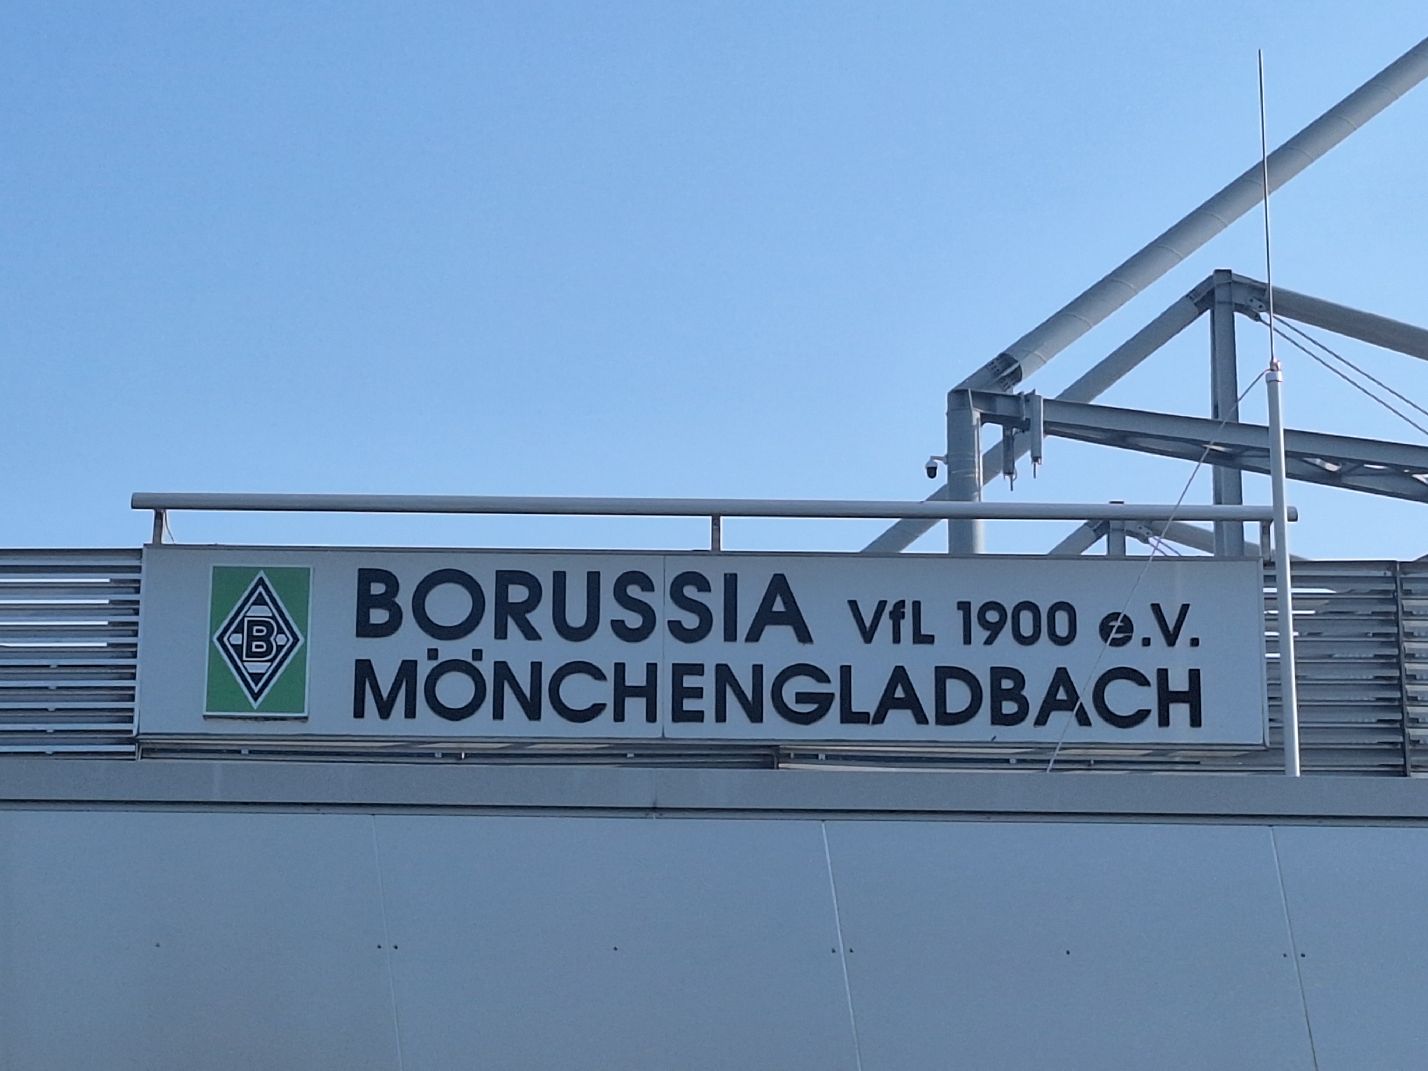 BORUSSIA VfL 1900 e.V.
MÖNCHENGLADBACH
B